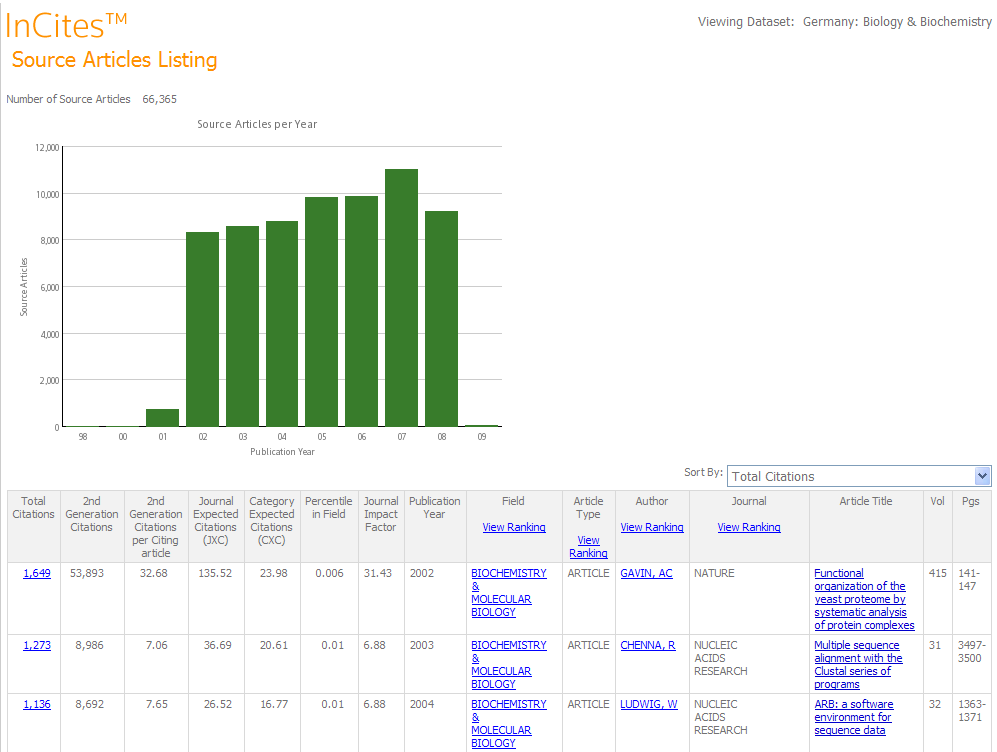 InCites™
Viewing Dataset: Germany: Biology & Biochemistry
Source Articles Listing
Number of Source Articles 66,365
Source Articles per Year
12,000
10,000
8,000
6,000
4,000
2,000
0
Source Articles
98 00 01 02 03 04 05 06 07 08 09
Publication Year
Sort By: Total Citations
Total Citations
2nd Generation Citations
2nd Generation Citations per Citing article
Journal Expected Citations (JXC)
Category Expected Citations (CXC)
Percentile in Field
Journal Impact Factor
Publication Year
Field
View Ranking
Article Type
View Ranking
Author
View Ranking
Journal
View Ranking
Article Title
Vol
Pgs
1,649 53,893 32.68 135.52 23.98 0.006 31.43 2002
BIOCHEMISTRY
&
MOLECULAR
BIOLOGY
ARTICLE
GAVIN, AC
NATURE
Functional
organization of the
yeast proteome by
systematic analysis
of protein complexes
415
141-
147
1,273 8,986 7.06 36.69 20.61 0.01 6.88 2003
BIOCHEMISTRY
&
MOLECULAR
BIOLOGY
ARTICLE
CHENNA, R
NUCLEIC
ACIDS
RESEARCH
Multiple sequence
alignment with the
Clustal series of
programs
31
3497-
3500
1,136 8,692 7.65 26.52 16.77 0.01 6.88 2004
BIOCHEMISTRY
&
MOLECULAR
BIOLOGY
ARTICLE
LUDWIG, W
NUCLEIC
ACIDS
RESEARCH
ARB: a software
environment for
sequence data
32
1363-
1371